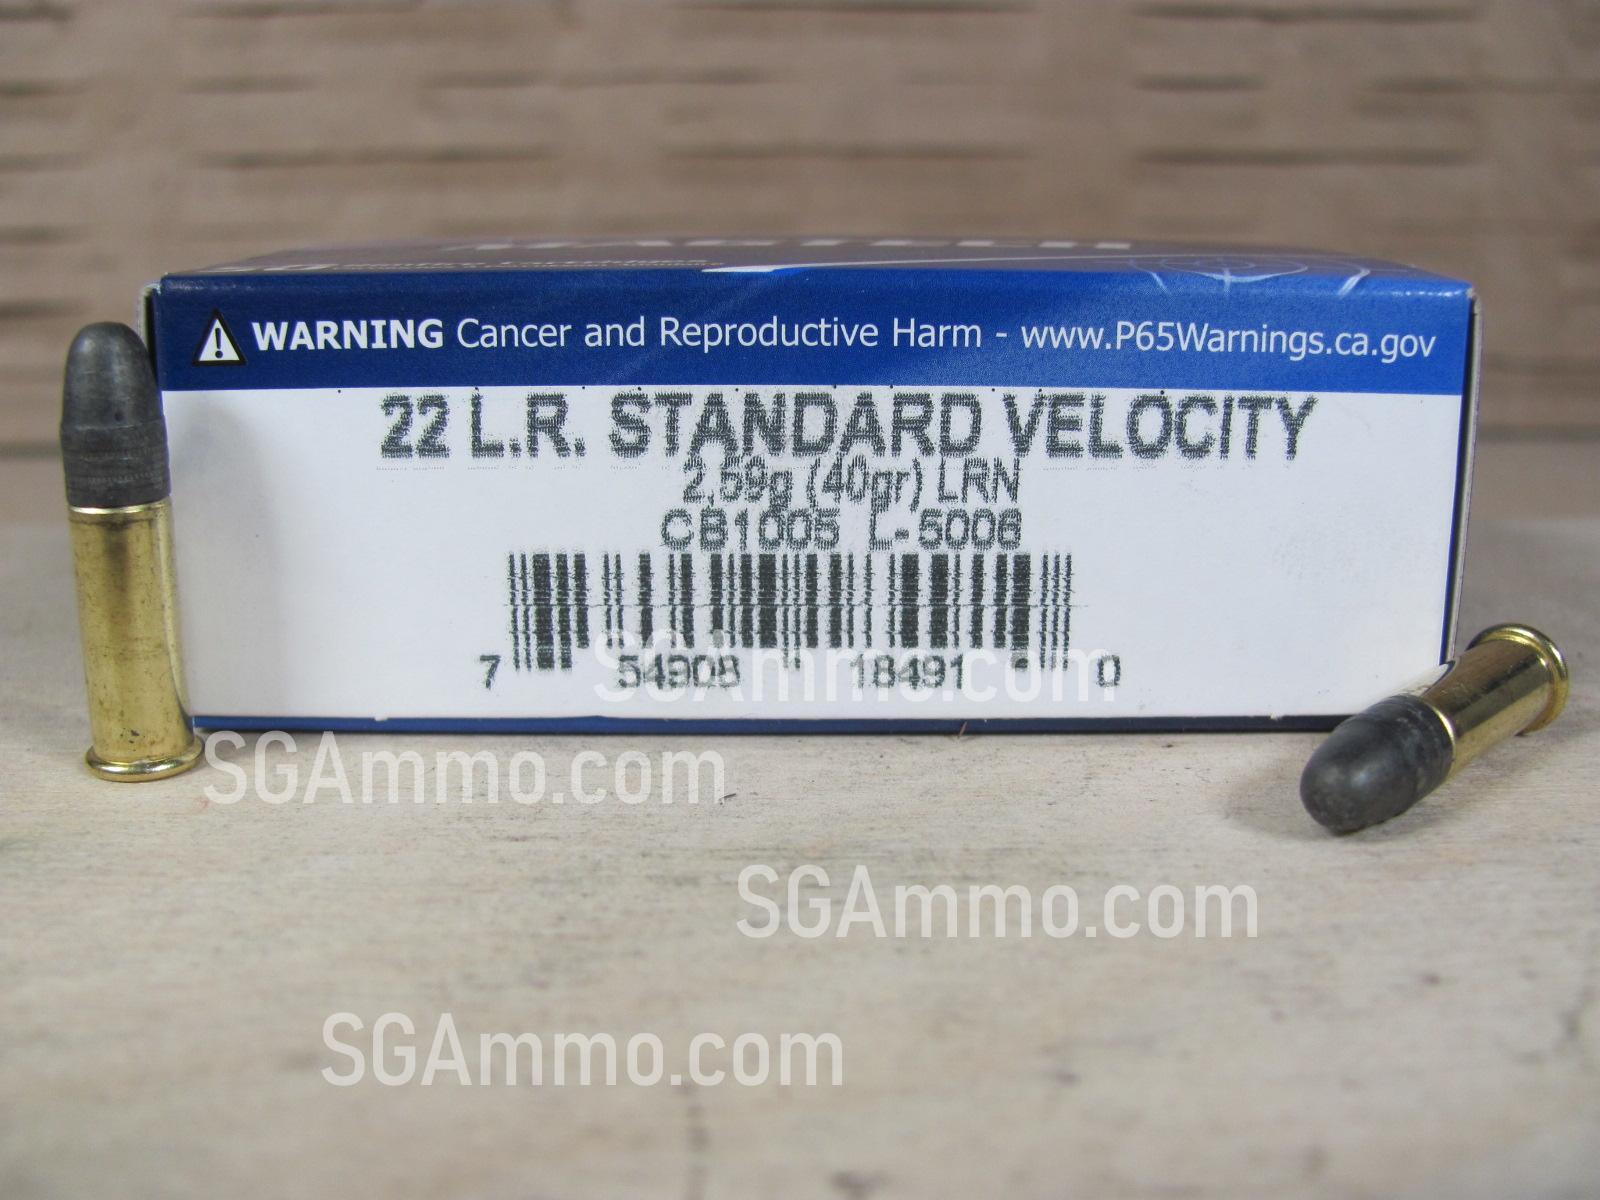 50
WARNING Cancer and Reproductive Harm - www.P65Warnings.ca.gov
22 L.R. STANDARD VELOCITY
2,59g (40gr) LRN
CB1005 L-5006
7 54908 18491 0
SGAmmo.com
SGAmmo.com
SGAmmo.com
SGAmmo.com